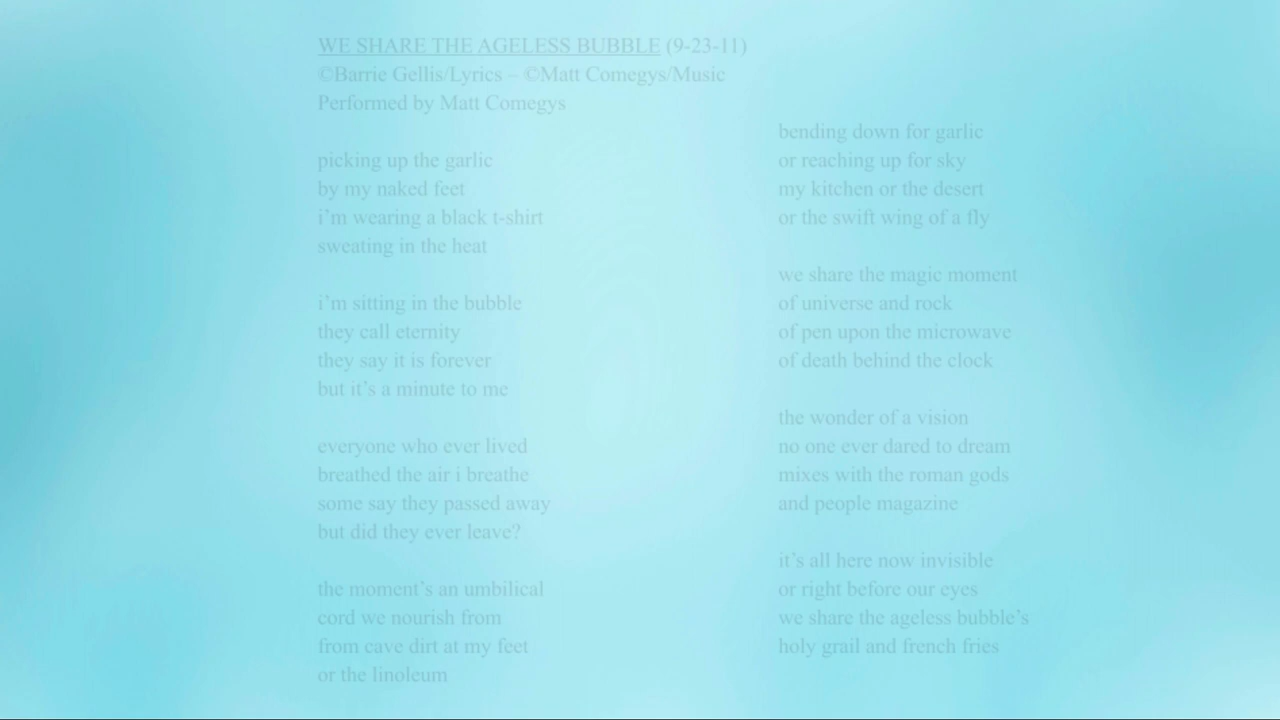 WE SHARE THE AGELESS BUBBLE (9-23-11)
©Barrie Gellis/Lyrics – ©Matt Comegys/Music
Performed by Matt Comegys
picking up the garlic
by my naked feet
i’m wearing a black t-shirt
sweating in the heat
i’m sitting in the bubble
they call eternity
they say it is forever
but it’s a minute to me
everyone who ever lived
breathed the air i breathe
some say they passed away
but did they ever leave?
the moment’s an umbilical
cord we nourish from
from cave dirt at my feet
or the linoleum
bending down for garlic
or reaching up for sky
my kitchen or the desert
or the swift wing of a fly
we share the magic moment
of universe and rock
of pen upon the microwave
of death behind the clock
the wonder of a vision
no one ever dared to dream
mixes with the roman gods
and people magazine
it’s all here now invisible
or right before our eyes
we share the ageless bubble’s
holy grail and french fries